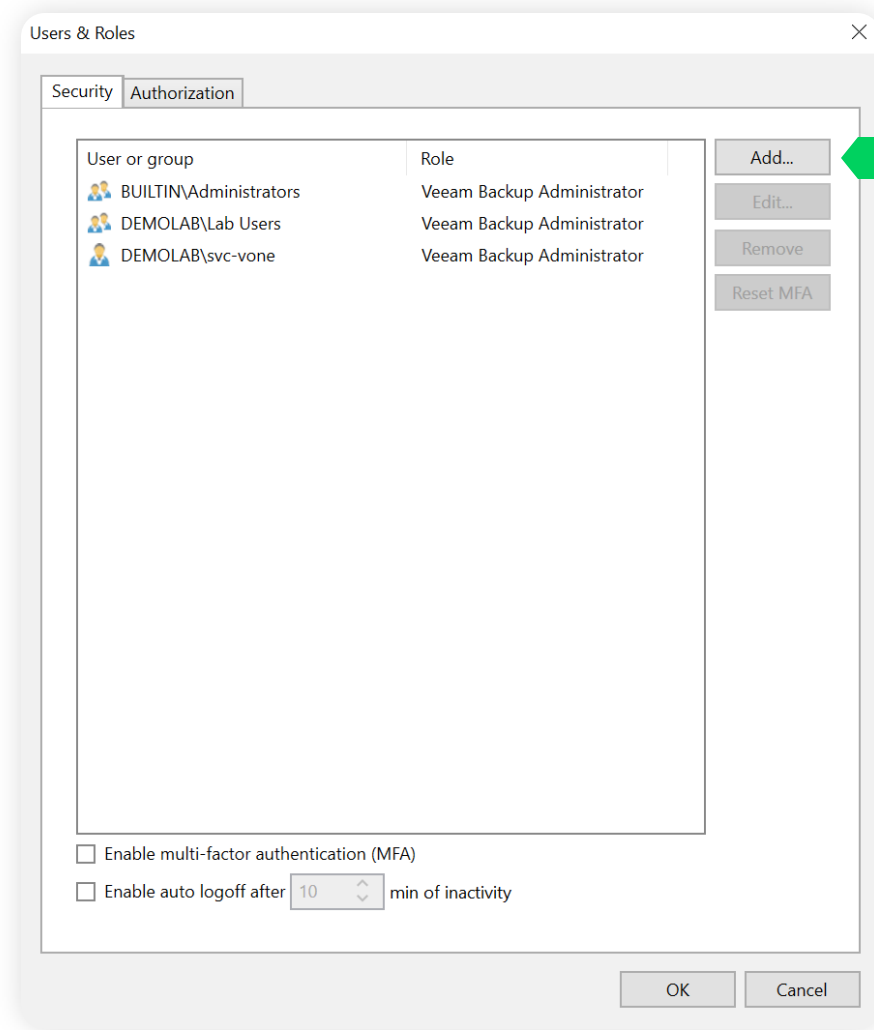 Users & Roles
Security Authorization
User or group Role
BUILTIN\Administrators Veeam Backup Administrator
DEMOLAB\Lab Users Veeam Backup Administrator
DEMOLAB\svc-vone Veeam Backup Administrator
Add...
Edit...
Remove
Reset MFA
Enable multi-factor authentication (MFA)
Enable auto logoff after 10 min of inactivity
OK Cancel